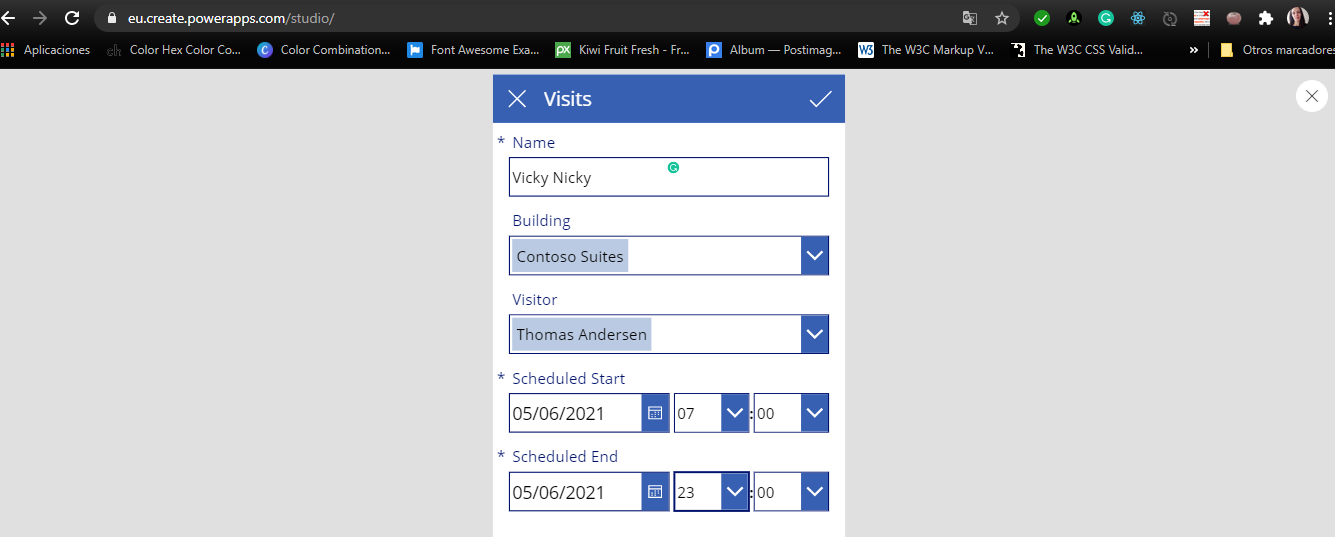 eu.create.powerapps.com/studio/
Aplicaciones Color Hex Color Co... Color Combination... Font Awesome Exa... Kiwi Fruit Fresh - Fr... Album — Postimag... The W3C Markup V... The W3C CSS Valid... » Otros marcadores
Visits
* Name
Vicky Nicky
Building
Contoso Suites
Visitor
Thomas Andersen
* Scheduled Start
05/06/2021 07 : 00
* Scheduled End
05/06/2021 23 : 00